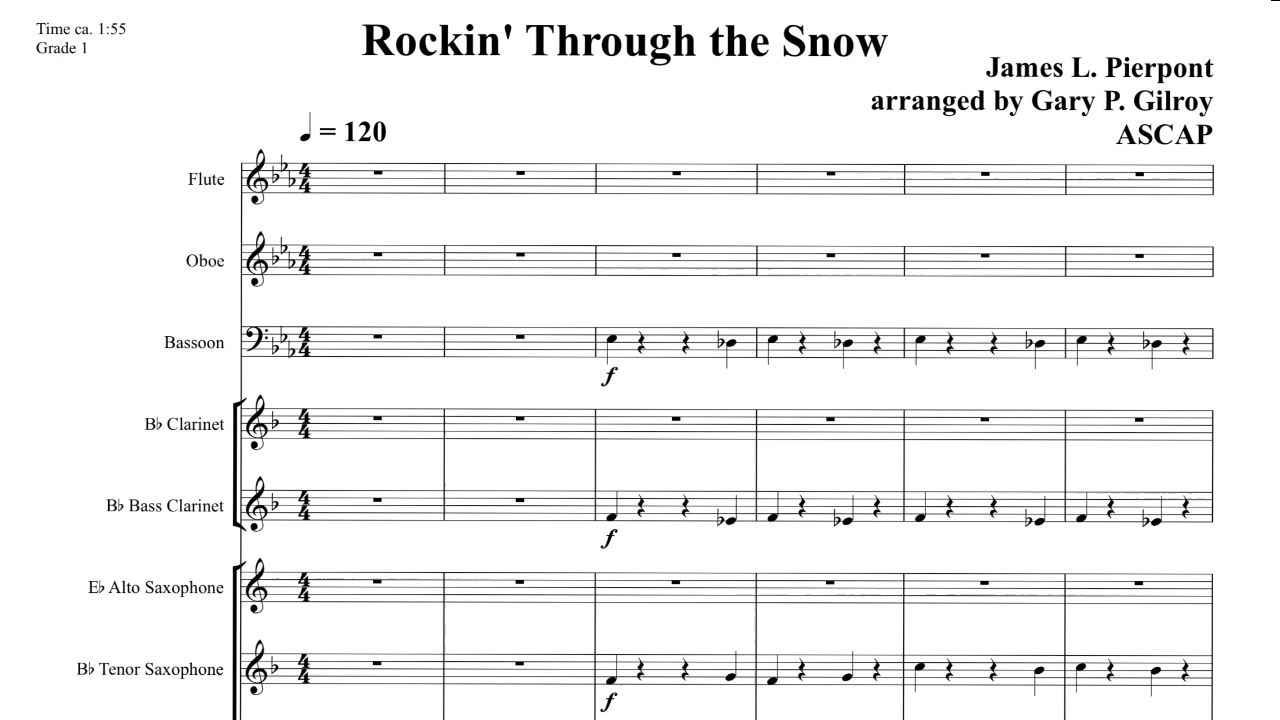 Time ca. 1:55
Grade 1
Rockin' Through the Snow
James L. Pierpont
arranged by Gary P. Gilroy
ASCAP
♩ = 120
Flute
Oboe
Bassoon
f
B♭ Clarinet
B♭ Bass Clarinet
f
E♭ Alto Saxophone
B♭ Tenor Saxophone
f